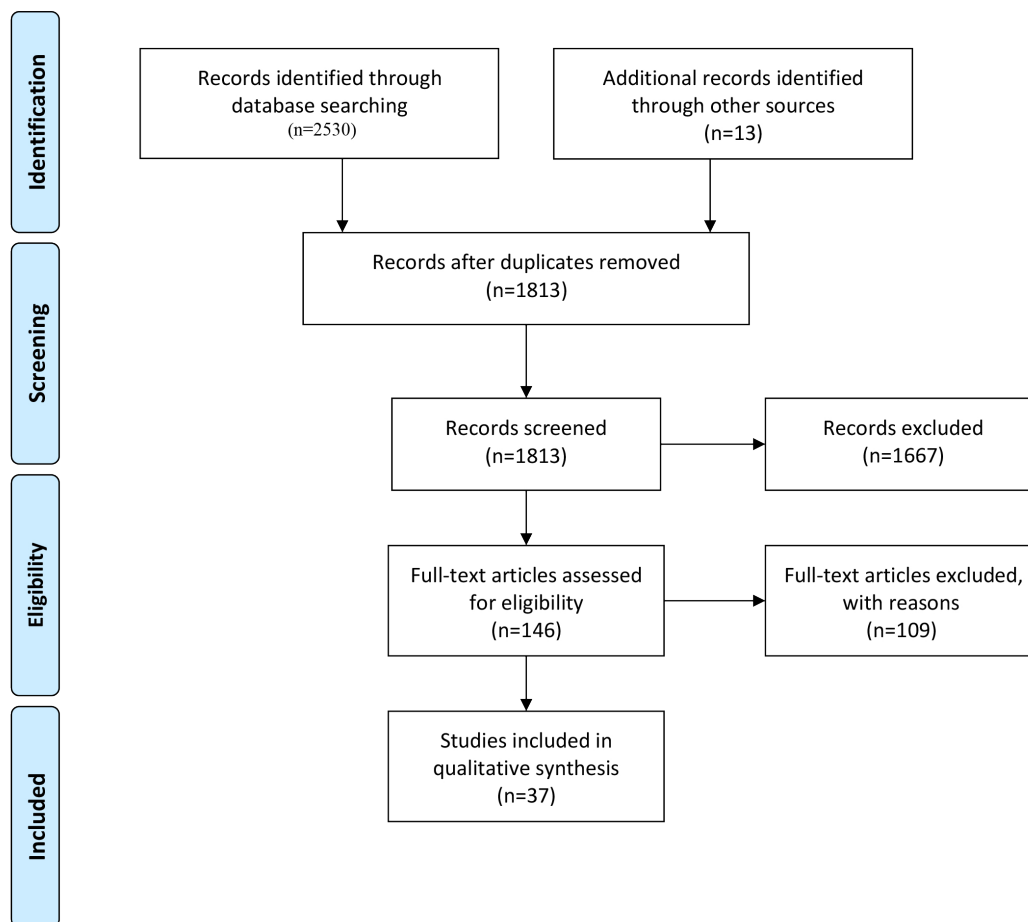 Identification
Records identified through
database searching
(n=2530)
Additional records identified
through other sources
(n=13)
Screening
Records after duplicates removed
(n=1813)
Records screened
(n=1813)
Records excluded
(n=1667)
Eligibility
Full-text articles assessed
for eligibility
(n=146)
Full-text articles excluded,
with reasons
(n=109)
Included
Studies included in
qualitative synthesis
(n=37)